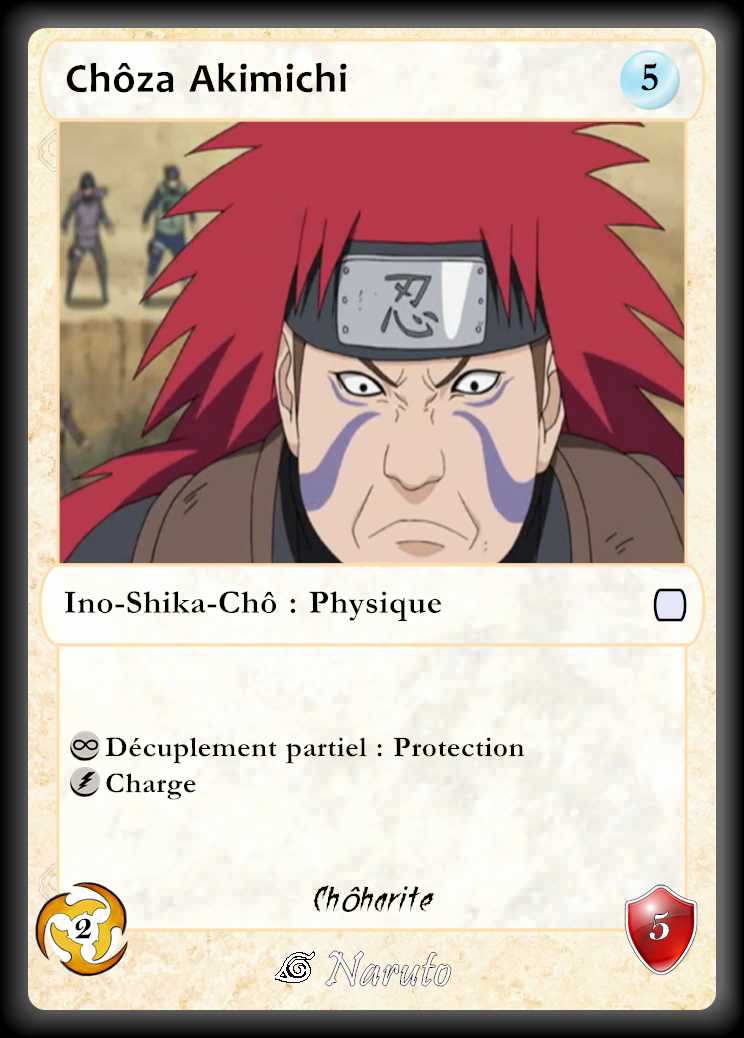 Chôza Akimichi
5
忍
Ino-Shika-Chô : Physique
Décuplement partiel : Protection
Charge
Chôharite
2
5
Naruto